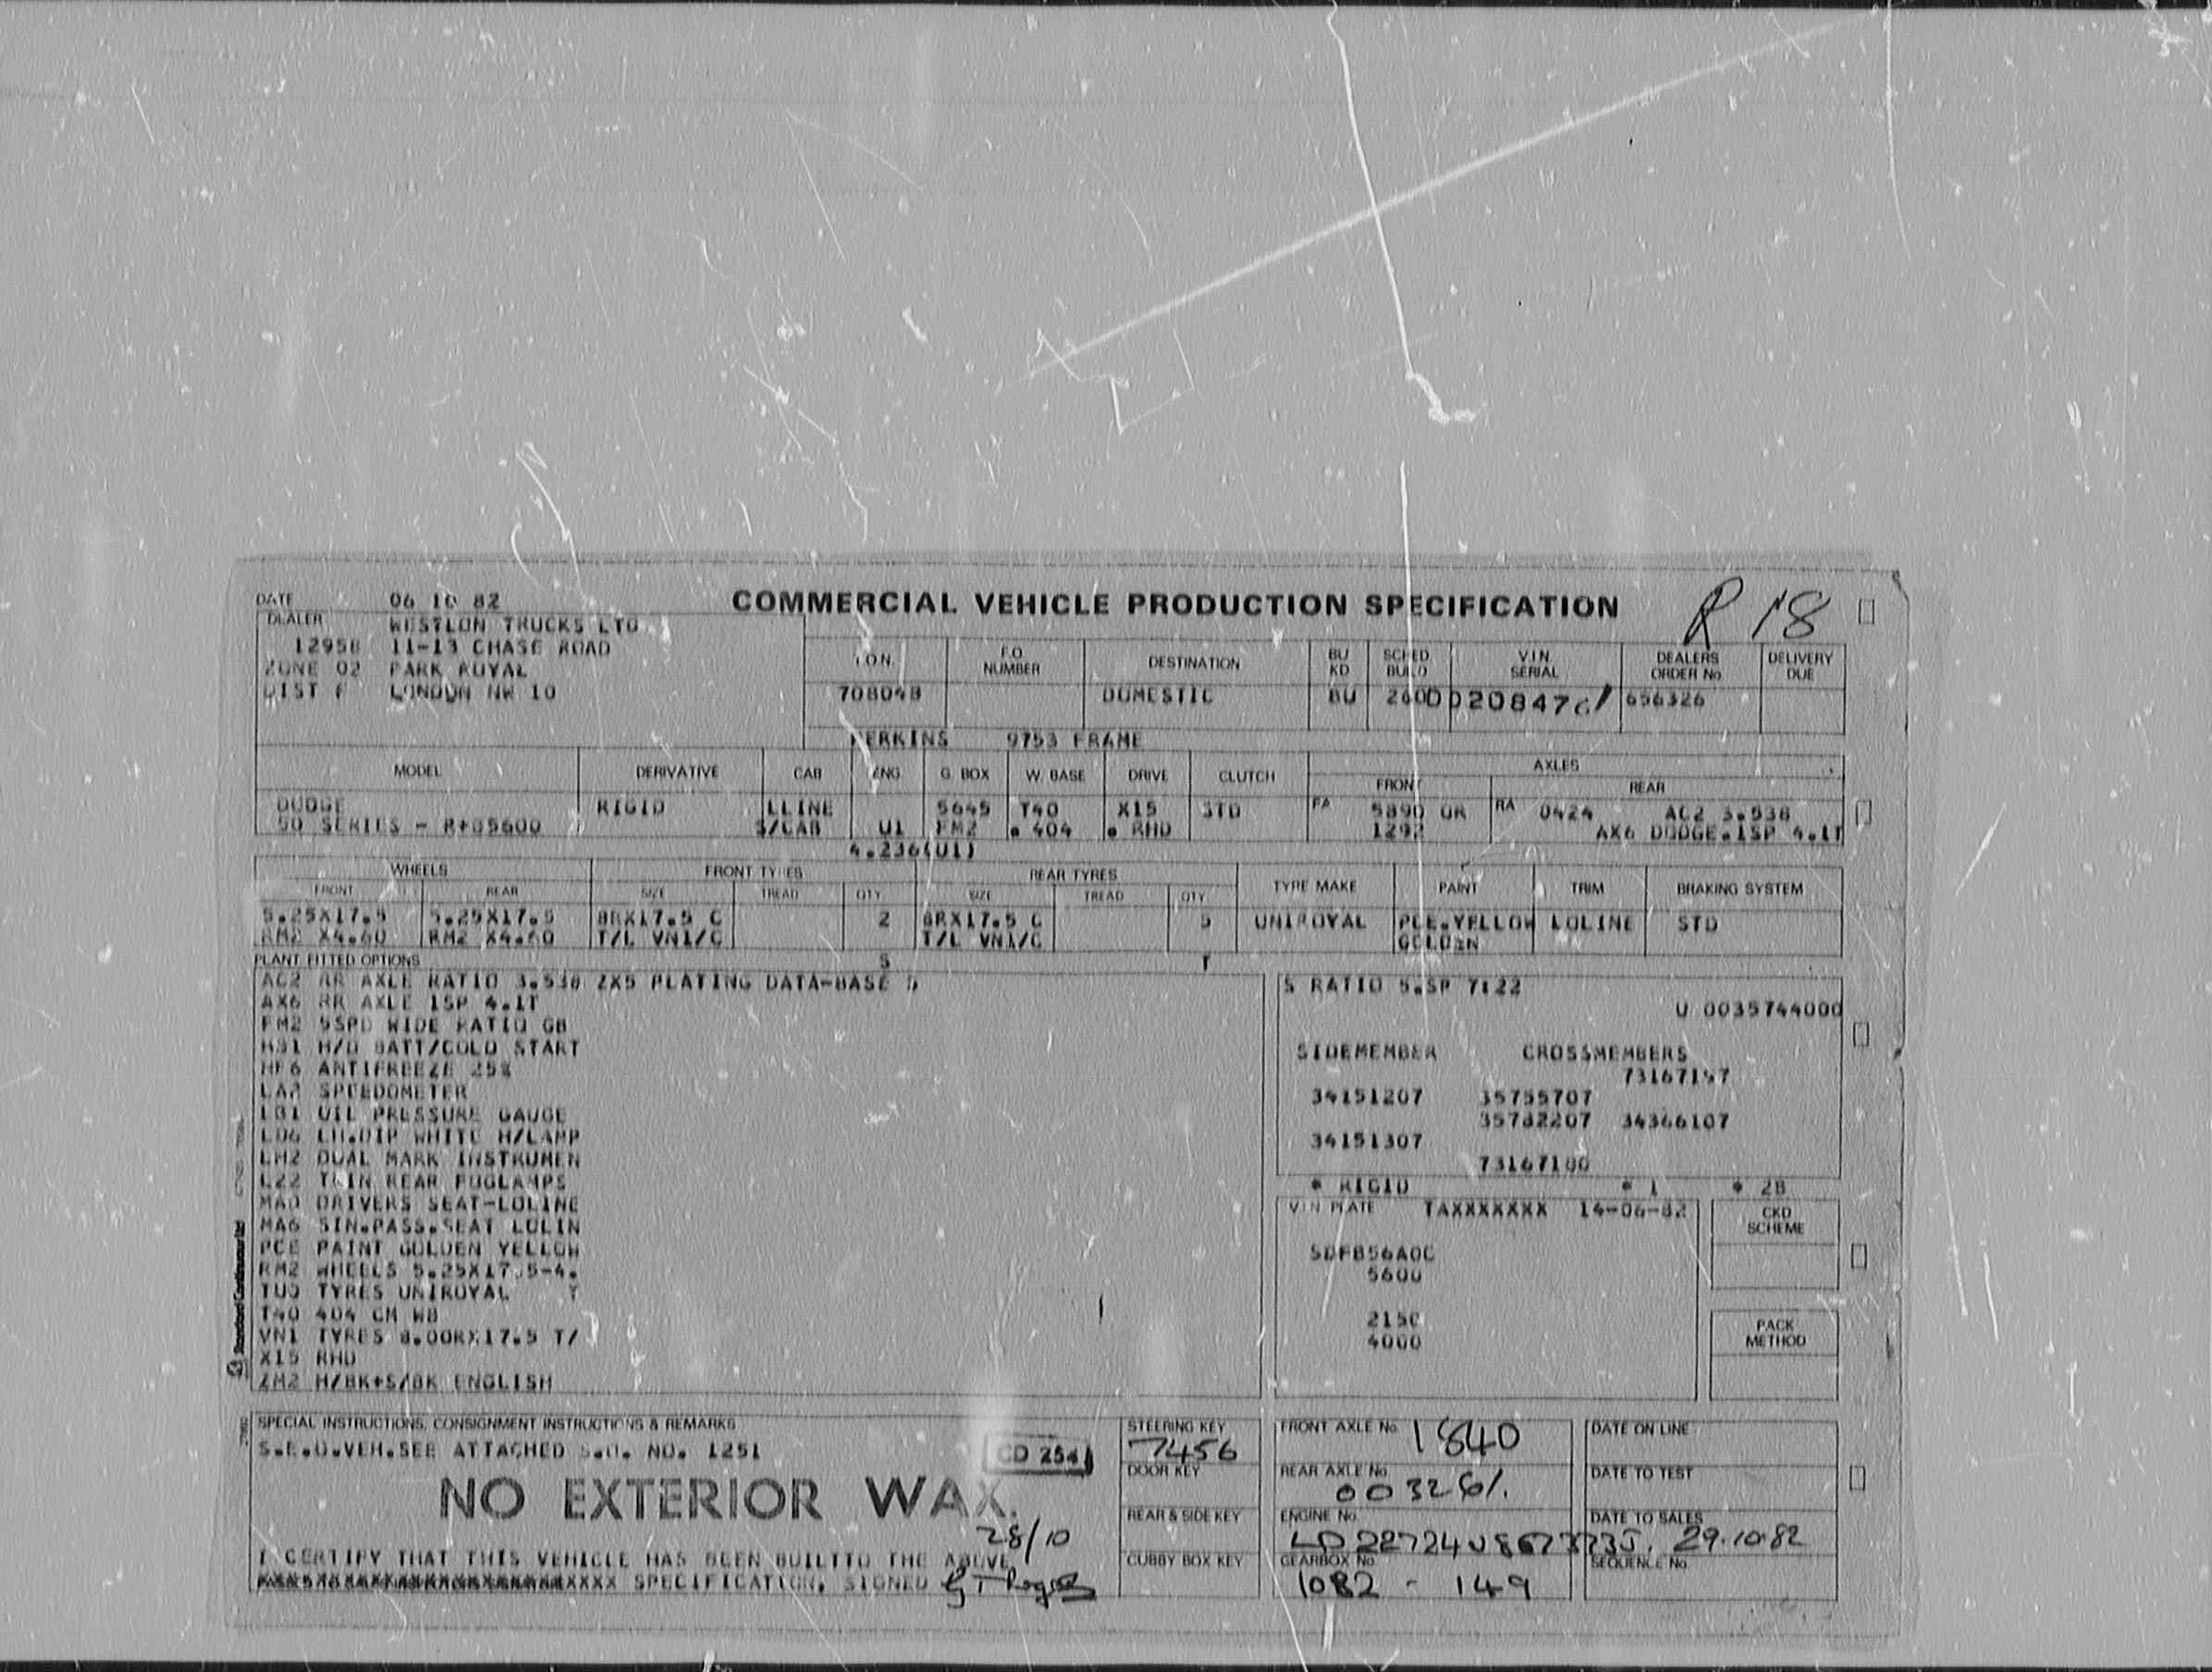 DATE 06 10 82 COMMERCIAL VEHICLE PRODUCTION SPECIFICATION R 18
DEALER WESTLON TRUCKS LTD
11-13 CHASE ROAD
ZONE 02 PARK ROYAL
DIST F LONDON NW 10
I.O.N. F.O. NUMBER DESTINATION BU/KD SCHED BUILD V.I.N. SERIAL DEALERS ORDER No DELIVERY DUE
708048 DOMESTIC BU 656326
PERKINS 9753 FRAME
MODEL DERIVATIVE CAB ENG. G. BOX W. BASE DRIVE CLUTCH AXLES
FRONT REAR
DODGE RIGID LLINE 5645 T40 X15 STD FA 5890 OR RA 0424 AC2 3.538
50 SERIES - S/CAB U1 FM2 . 404 . RHD 1292 AX6 DODGE.1SP 4.1T
4.236(U1)
WHEELS FRONT TYRES REAR TYRES TYRE MAKE PAINT TRIM BRAKING SYSTEM
FRONT REAR SIZE TREAD QTY SIZE TREAD QTY
5.25X17.5 5.25X17.5 8RX17.5 C 2 8RX17.5 C 5 UNIROYAL PCE.YELLOW LOLINE STD
RM2 X4.60 RM2 X4.60 T/L VN1/C T/L VN1/C GOLDEN
PLANT FITTED OPTIONS S T
AC2 RR AXLE RATIO 3.538 ZX5 PLATING DATA-BASE 5
AX6 RR AXLE 1SP 4.1T
FM2 5SPD WIDE RATIO GB
H31 H/D BATT/COLD START
HF6 ANTIFREEZE 25%
LA2 SPEEDOMETER
LB1 OIL PRESSURE GAUGE
LD6 LH.DIP WHITE H/LAMP
LH2 DUAL MARK INSTRUMEN
LZ2 TWIN REAR FOGLAMPS
MA0 DRIVERS SEAT-LOLINE
MA6 SIN.PASS.SEAT LOLIN
PCE PAINT GOLDEN YELLOW
RM2 WHEELS 5.25X17.5-4.
TU0 TYRES UNIROYAL Y
T40 404 CM WB
VN1 TYRES 8.00RX17.5 T/
X15 RHD
ZM2 H/BK+S/BK ENGLISH
S RATIO 5.SP 7:22
U 0035744000
SIDEMEMBER CROSSMEMBERS
73167157
34151207 35755707
35782207 34366107
34151307
73167100
* RIGID * 1 * 2B
VIN PLATE TAXXXXXXX 14-06-82 CKD SCHEME
SDFB56A0C
5600
2150
4000
PACK METHOD
SPECIAL INSTRUCTIONS, CONSIGNMENT INSTRUCTIONS & REMARKS
S.E.O.VEH.SEE ATTACHED S.O. NO. 1251
CD 254
NO EXTERIOR WAX.
28/10
I CERTIFY THAT THIS VEHICLE HAS BEEN BUILTTO THE ABOVE
SPECIFICATION, SIGNED
STEERING KEY 7456
DOOR KEY
REAR & SIDE KEY
CUBBY BOX KEY
FRONT AXLE No. 1840
REAR AXLE No
ENGINE No.
GEARBOX No 1082 - 149
DATE ON LINE
DATE TO TEST
DATE TO SALES 29.10.82
SEQUENCE No.